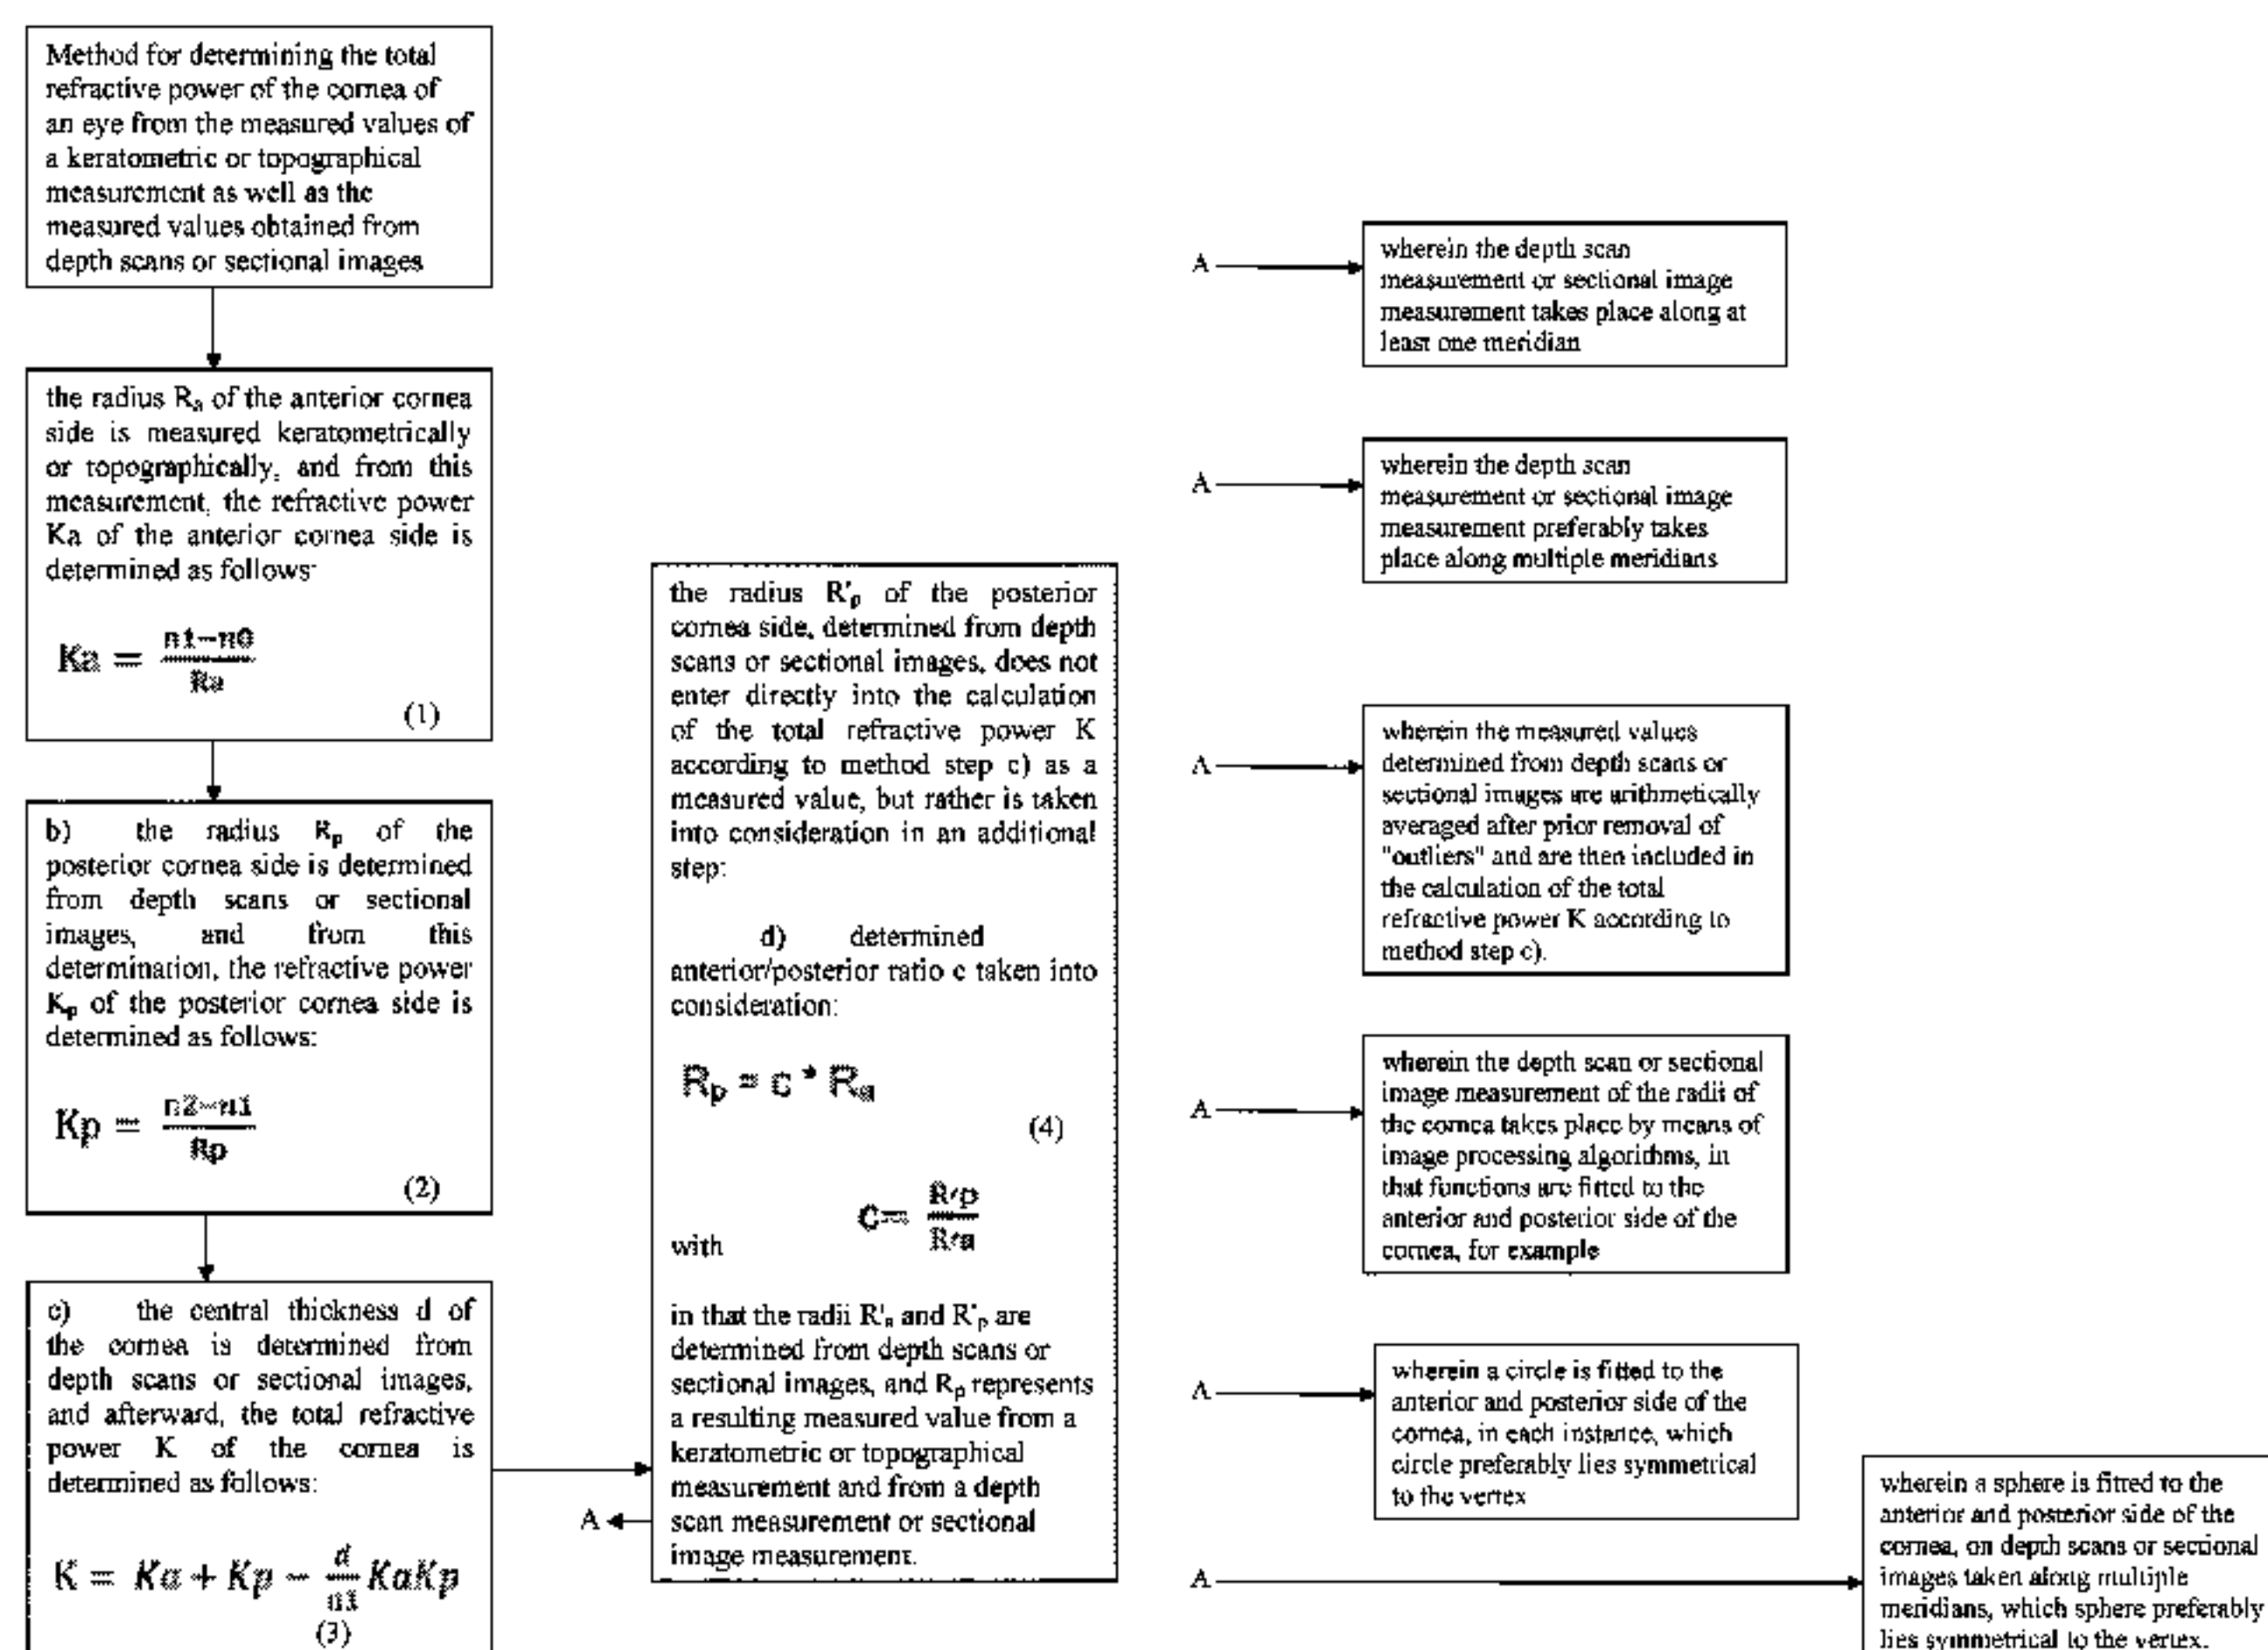 Method for determining the total
refractive power of the cornea of
an eye from the measured values of
a keratometric or topographical
measurement as well as the
measured values obtained from
depth scans or sectional images
the radius Rₐ of the anterior cornea
side is measured keratometrically
or topographically, and from this
measurement, the refractive power
Ka of the anterior cornea side is
determined as follows:
Ka = (n1−n0)/Ra
(1)
b) the radius Rₚ of the
posterior cornea side is determined
from depth scans or sectional
images, and from this
determination, the refractive power
Kₚ of the posterior cornea side is
determined as follows:
Kp = (n2−n1)/Rp
(2)
c) the central thickness d of
the cornea is determined from
depth scans or sectional images,
and afterward, the total refractive
power K of the cornea is
determined as follows:
K = Ka + Kp − d/n1 KaKp
(3)
the radius R'ₚ of the posterior
cornea side, determined from depth
scans or sectional images, does not
enter directly into the calculation
of the total refractive power K
according to method step c) as a
measured value, but rather is taken
into consideration in an additional
step:
d) determined
anterior/posterior ratio c taken into
consideration:
Rₚ = c * Rₐ
(4)
with c= R′p/R′a
in that the radii R'ₐ and R'ₚ are
determined from depth scans or
sectional images, and Rₚ represents
a resulting measured value from a
keratometric or topographical
measurement and from a depth
scan measurement or sectional
image measurement.
A
A
wherein the depth scan
measurement or sectional image
measurement takes place along at
least one meridian
A
wherein the depth scan
measurement or sectional image
measurement preferably takes
place along multiple meridians
A
wherein the measured values
determined from depth scans or
sectional images are arithmetically
averaged after prior removal of
"outliers" and are then included in
the calculation of the total
refractive power K according to
method step c).
A
wherein the depth scan or sectional
image measurement of the radii of
the cornea takes place by means of
image processing algorithms, in
that functions are fitted to the
anterior and posterior side of the
cornea, for example
A
wherein a circle is fitted to the
anterior and posterior side of the
cornea, in each instance, which
circle preferably lies symmetrical
to the vertex
A
wherein a sphere is fitted to the
anterior and posterior side of the
cornea, on depth scans or sectional
images taken along multiple
meridians, which sphere preferably
lies symmetrical to the vertex.